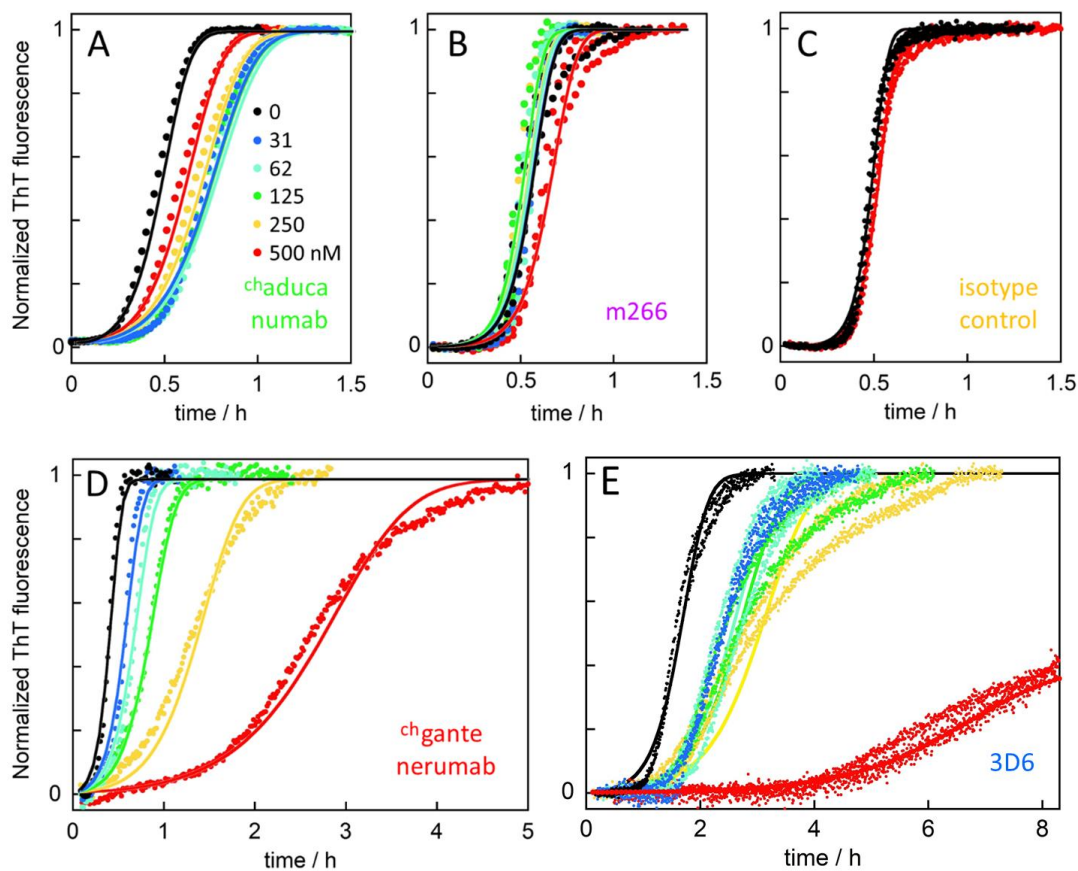 A
1
Normalized ThT fluorescence
0
0
31
62
125
250
500 nM
chaduca
numab
0 0.5 1 1.5
time / h
B
1
m266
0
0 0.5 1 1.5
time / h
C
1
isotype
control
0
0 0.5 1 1.5
time / h
D
1
Normalized ThT fluorescence
0
chgante
nerumab
0 1 2 3 4 5
time / h
E
1
3D6
0
0 2 4 6 8
time / h